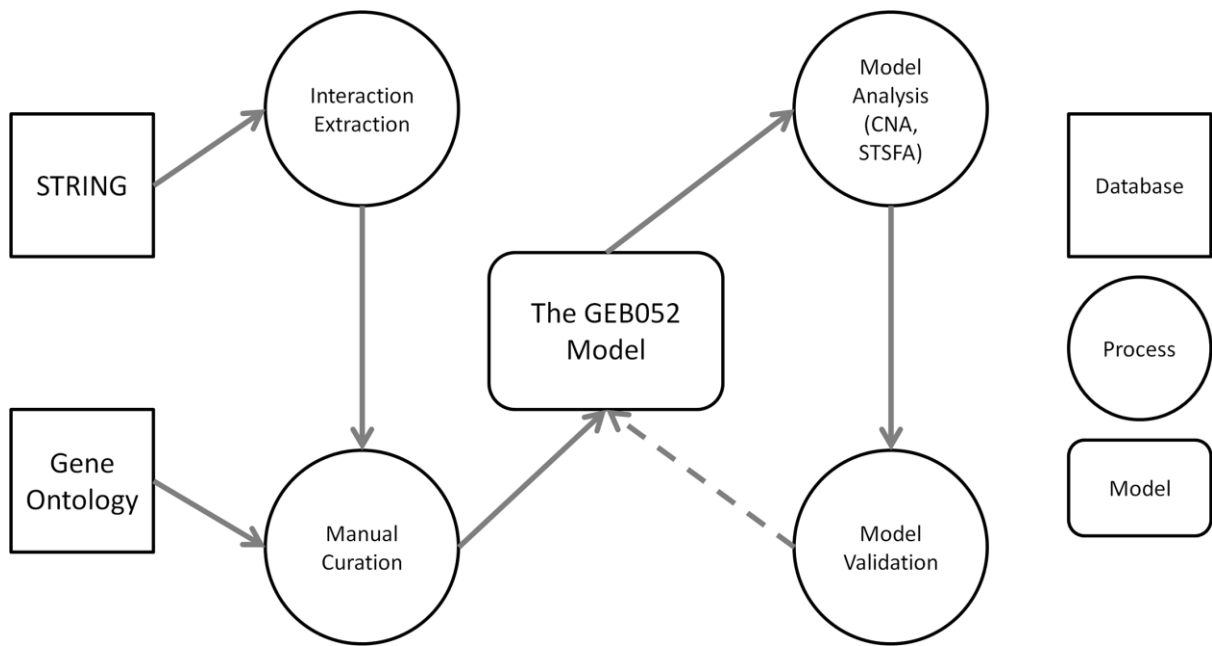 STRING
Interaction
Extraction
Gene
Ontology
Manual
Curation
The GEB052
Model
Model
Analysis
(CNA,
STSFA)
Model
Validation
Database
Process
Model